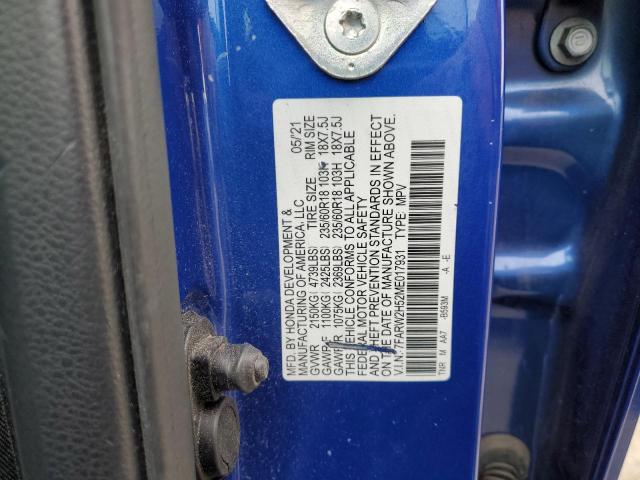 MFD. BY HONDA DEVELOPMENT &
MANUFACTURING OF AMERICA, LLC 05/'21
GVWR 2150KG( 4739LBS) TIRE SIZE RIM SIZE
GAWR F 1100KG( 2425LBS) 235/60R18 103H 18X7.5J
GAWR R 1075KG( 2369LBS) 235/60R18 103H 18X7.5J
THIS VEHICLE CONFORMS TO ALL APPLICABLE
FEDERAL MOTOR VEHICLE SAFETY
AND THEFT PREVENTION STANDARDS IN EFFECT
ON THE DATE OF MANUFACTURE SHOWN ABOVE.
V.I.N.: 7FARW2H52ME017931 TYPE: MPV
TNR M AA7 -B593M -A -E